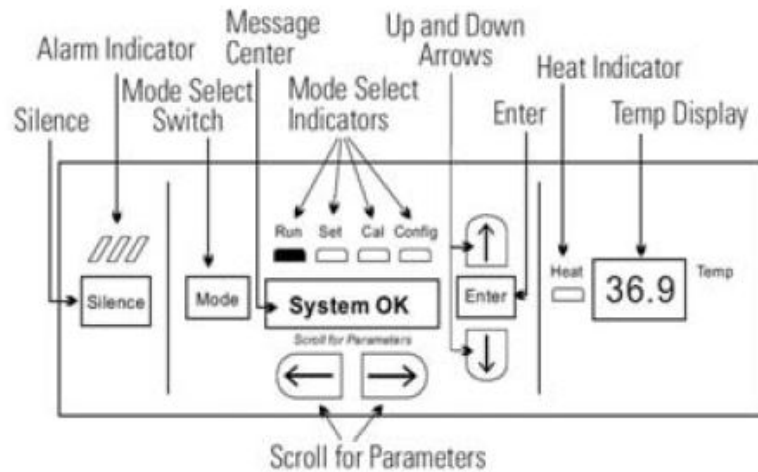 Message Center
Up and Down Arrows
Alarm Indicator
Heat Indicator
Mode Select Switch
Mode Select Indicators
Silence
Enter
Temp Display
Run Set Cal Config
Heat
Temp
Silence
Mode
System OK
Enter
36.9
Scroll for Parameters
Scroll for Parameters